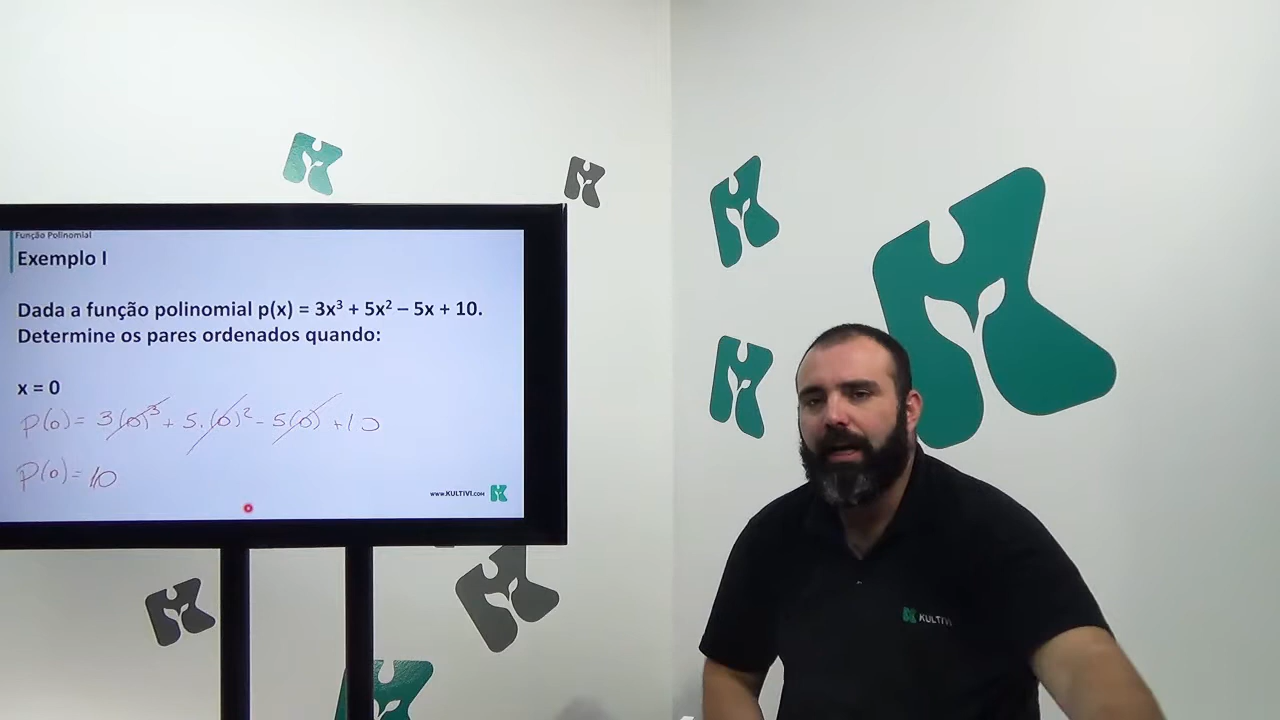 Função Polinomial
Exemplo I
Dada a função polinomial p(x) = 3x³ + 5x² – 5x + 10.
Determine os pares ordenados quando:
x = 0
P(0) = 3(0)³ + 5.(0)² - 5(0) + 10
P(0) = 10
www.KULTIVI.com
KULTIVI